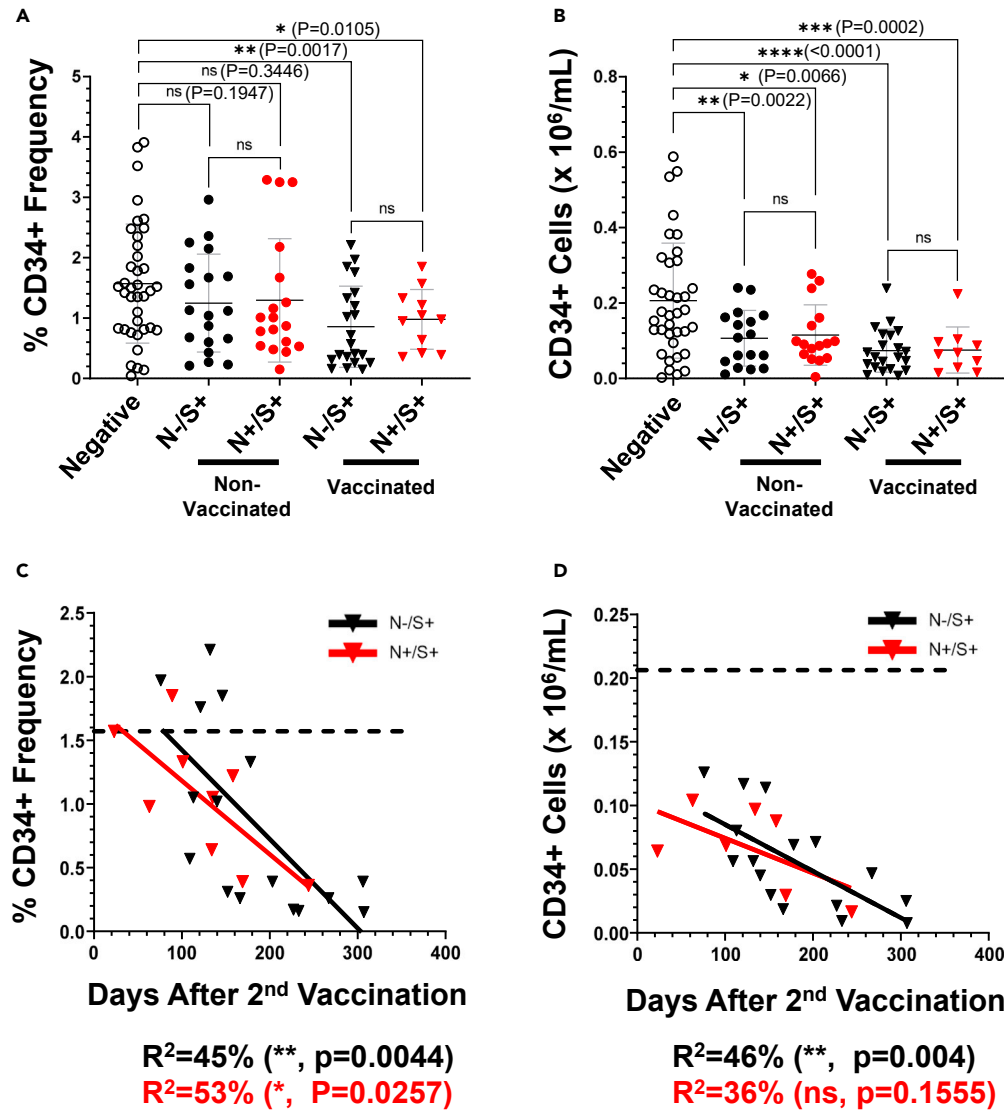 A
* (P=0.0105)
** (P=0.0017)
ns (P=0.3446)
ns (P=0.1947)
ns
ns
% CD34+ Frequency
5
4
3
2
1
0
Negative
N-/S+
N+/S+
N-/S+
N+/S+
Non-
Vaccinated
Vaccinated
B
*** (P=0.0002)
**** (<0.0001)
* (P=0.0066)
** (P=0.0022)
ns
ns
CD34+ Cells (x 10⁶/mL)
0.8
0.6
0.4
0.2
0.0
Negative
N-/S+
N+/S+
N-/S+
N+/S+
Non-
Vaccinated
Vaccinated
C
N-/S+
N+/S+
% CD34+ Frequency
2.5
2.0
1.5
1.0
0.5
0.0
0 100 200 300 400
Days After 2ⁿᵈ Vaccination
R²=45% (**, p=0.0044)
R²=53% (*, P=0.0257)
D
N-/S+
N+/S+
CD34+ Cells (x 10⁶/mL)
0.25
0.20
0.15
0.10
0.05
0.00
0 100 200 300 400
Days After 2ⁿᵈ Vaccination
R²=46% (**, p=0.004)
R²=36% (ns, p=0.1555)